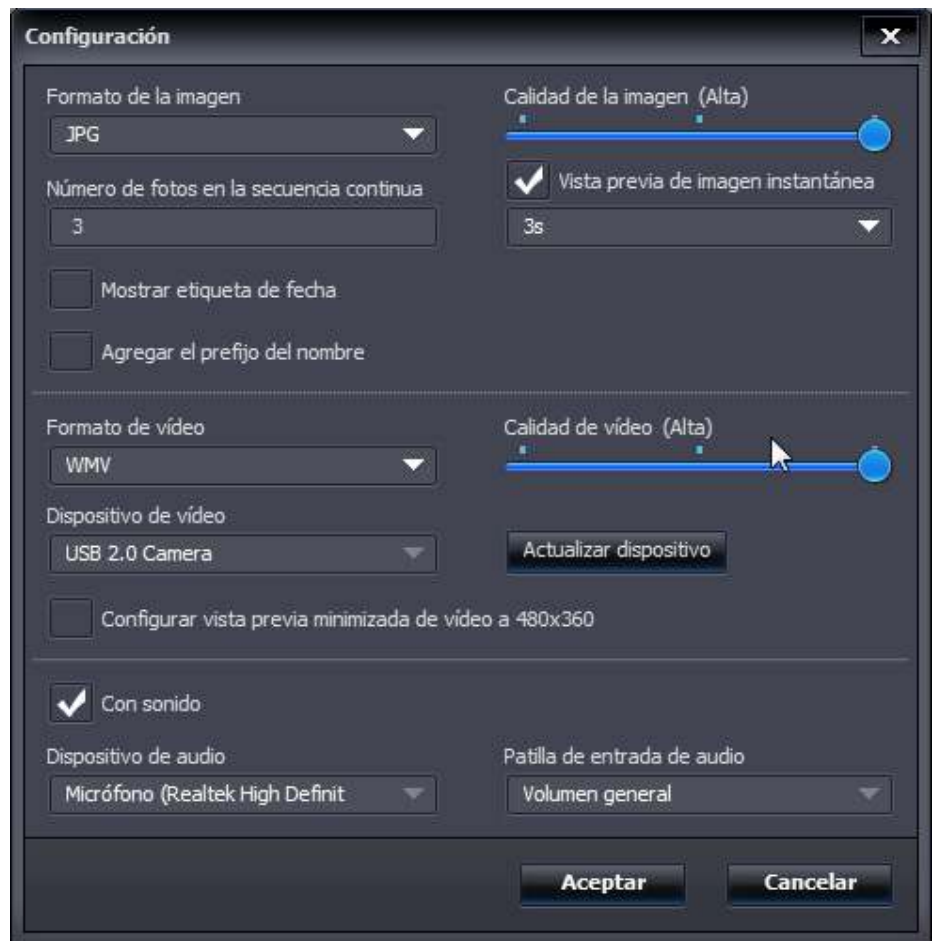 Configuración
Formato de la imagen
Calidad de la imagen (Alta)
JPG
Vista previa de imagen instantánea
Número de fotos en la secuencia continua
3
3s
Mostrar etiqueta de fecha
Agregar el prefijo del nombre
Formato de vídeo
Calidad de vídeo (Alta)
WMV
Dispositivo de vídeo
USB 2.0 Camera
Actualizar dispositivo
Configurar vista previa minimizada de vídeo a 480x360
Con sonido
Dispositivo de audio
Patilla de entrada de audio
Micrófono (Realtek High Definit
Volumen general
Aceptar
Cancelar